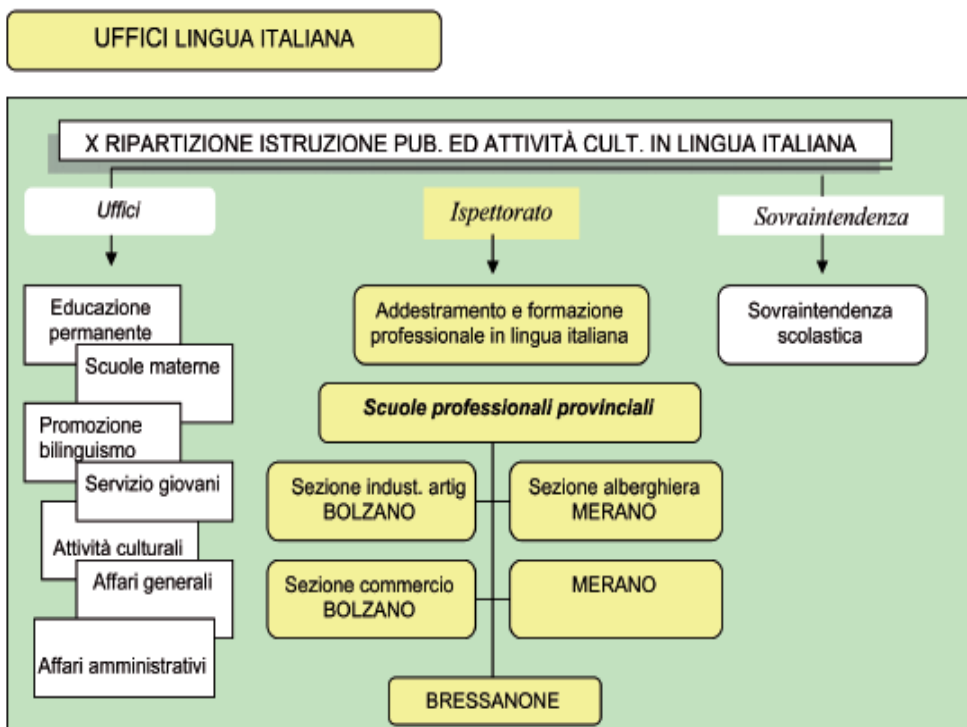 UFFICI LINGUA ITALIANA
X RIPARTIZIONE ISTRUZIONE PUB. ED ATTIVITÀ CULT. IN LINGUA ITALIANA
Uffici
Ispettorato
Sovraintendenza
Educazione
permanente
Scuole materne
Promozione
bilinguismo
Servizio giovani
Attività culturali
Affari generali
Affari amministrativi
Addestramento e formazione
professionale in lingua italiana
Scuole professionali provinciali
Sezione indust. artig
BOLZANO
Sezione alberghiera
MERANO
Sezione commercio
BOLZANO
MERANO
BRESSANONE
Sovraintendenza
scolastica